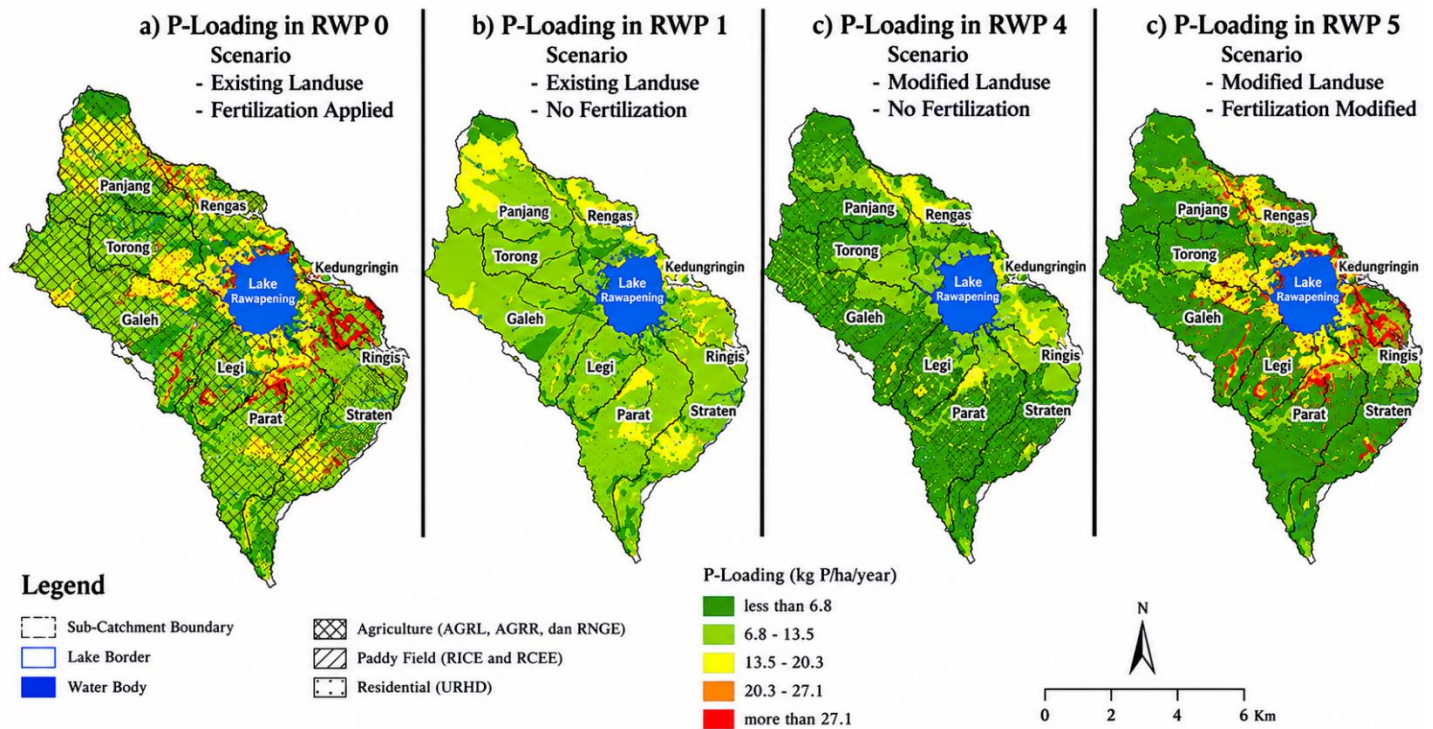 a) P-Loading in RWP 0
Scenario
- Existing Landuse
- Fertilization Applied
b) P-Loading in RWP 1
Scenario
- Existing Landuse
- No Fertilization
c) P-Loading in RWP 4
Scenario
- Modified Landuse
- No Fertilization
c) P-Loading in RWP 5
Scenario
- Modified Landuse
- Fertilization Modified
Panjang
Rengas
Torong
Kedungringin
Lake
Rawapening
Galeh
Legi
Ringis
Parat
Straten
Panjang
Rengas
Torong
Kedungringin
Lake
Rawapening
Galeh
Legi
Ringis
Parat
Straten
Panjang
Rengas
Torong
Kedungringin
Lake
Rawapening
Galeh
Legi
Ringis
Parat
Straten
Panjang
Rengas
Torong
Kedungringin
Lake
Rawapening
Galeh
Legi
Ringis
Parat
Straten
Legend
Sub-Catchment Boundary
Lake Border
Water Body
Agriculture (AGRL, AGRR, dan RNGE)
Paddy Field (RICE and RCEE)
Residential (URHD)
P-Loading (kg P/ha/year)
less than 6.8
6.8 - 13.5
13.5 - 20.3
20.3 - 27.1
more than 27.1
N
0 2 4 6 Km